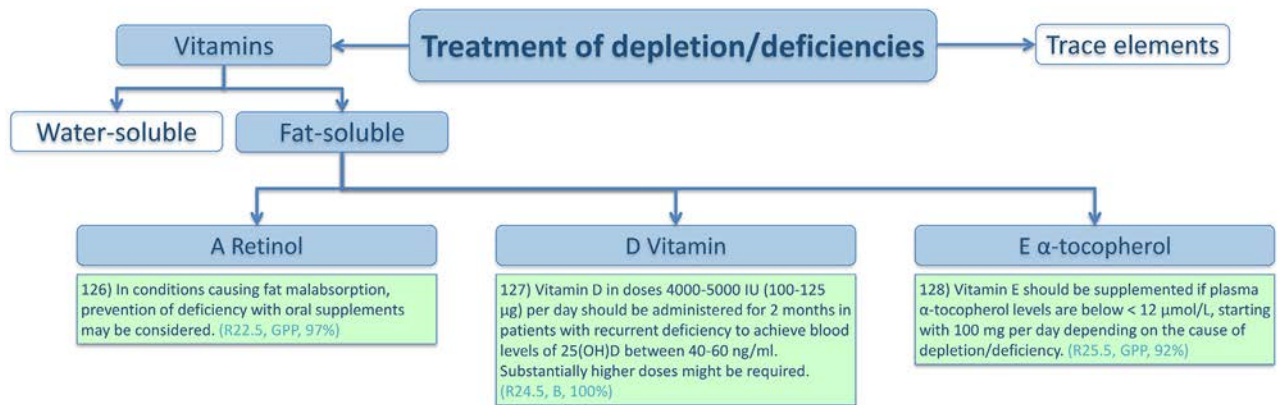 Treatment of depletion/deficiencies
Vitamins
Trace elements
Water-soluble
Fat-soluble
A Retinol
126) In conditions causing fat malabsorption,
prevention of deficiency with oral supplements
may be considered. (R22.5, GPP, 97%)
D Vitamin
127) Vitamin D in doses 4000-5000 IU (100-125
µg) per day should be administered for 2 months in
patients with recurrent deficiency to achieve blood
levels of 25(OH)D between 40-60 ng/ml.
Substantially higher doses might be required.
(R24.5, B, 100%)
E α-tocopherol
128) Vitamin E should be supplemented if plasma
α-tocopherol levels are below < 12 µmol/L, starting
with 100 mg per day depending on the cause of
depletion/deficiency. (R25.5, GPP, 92%)